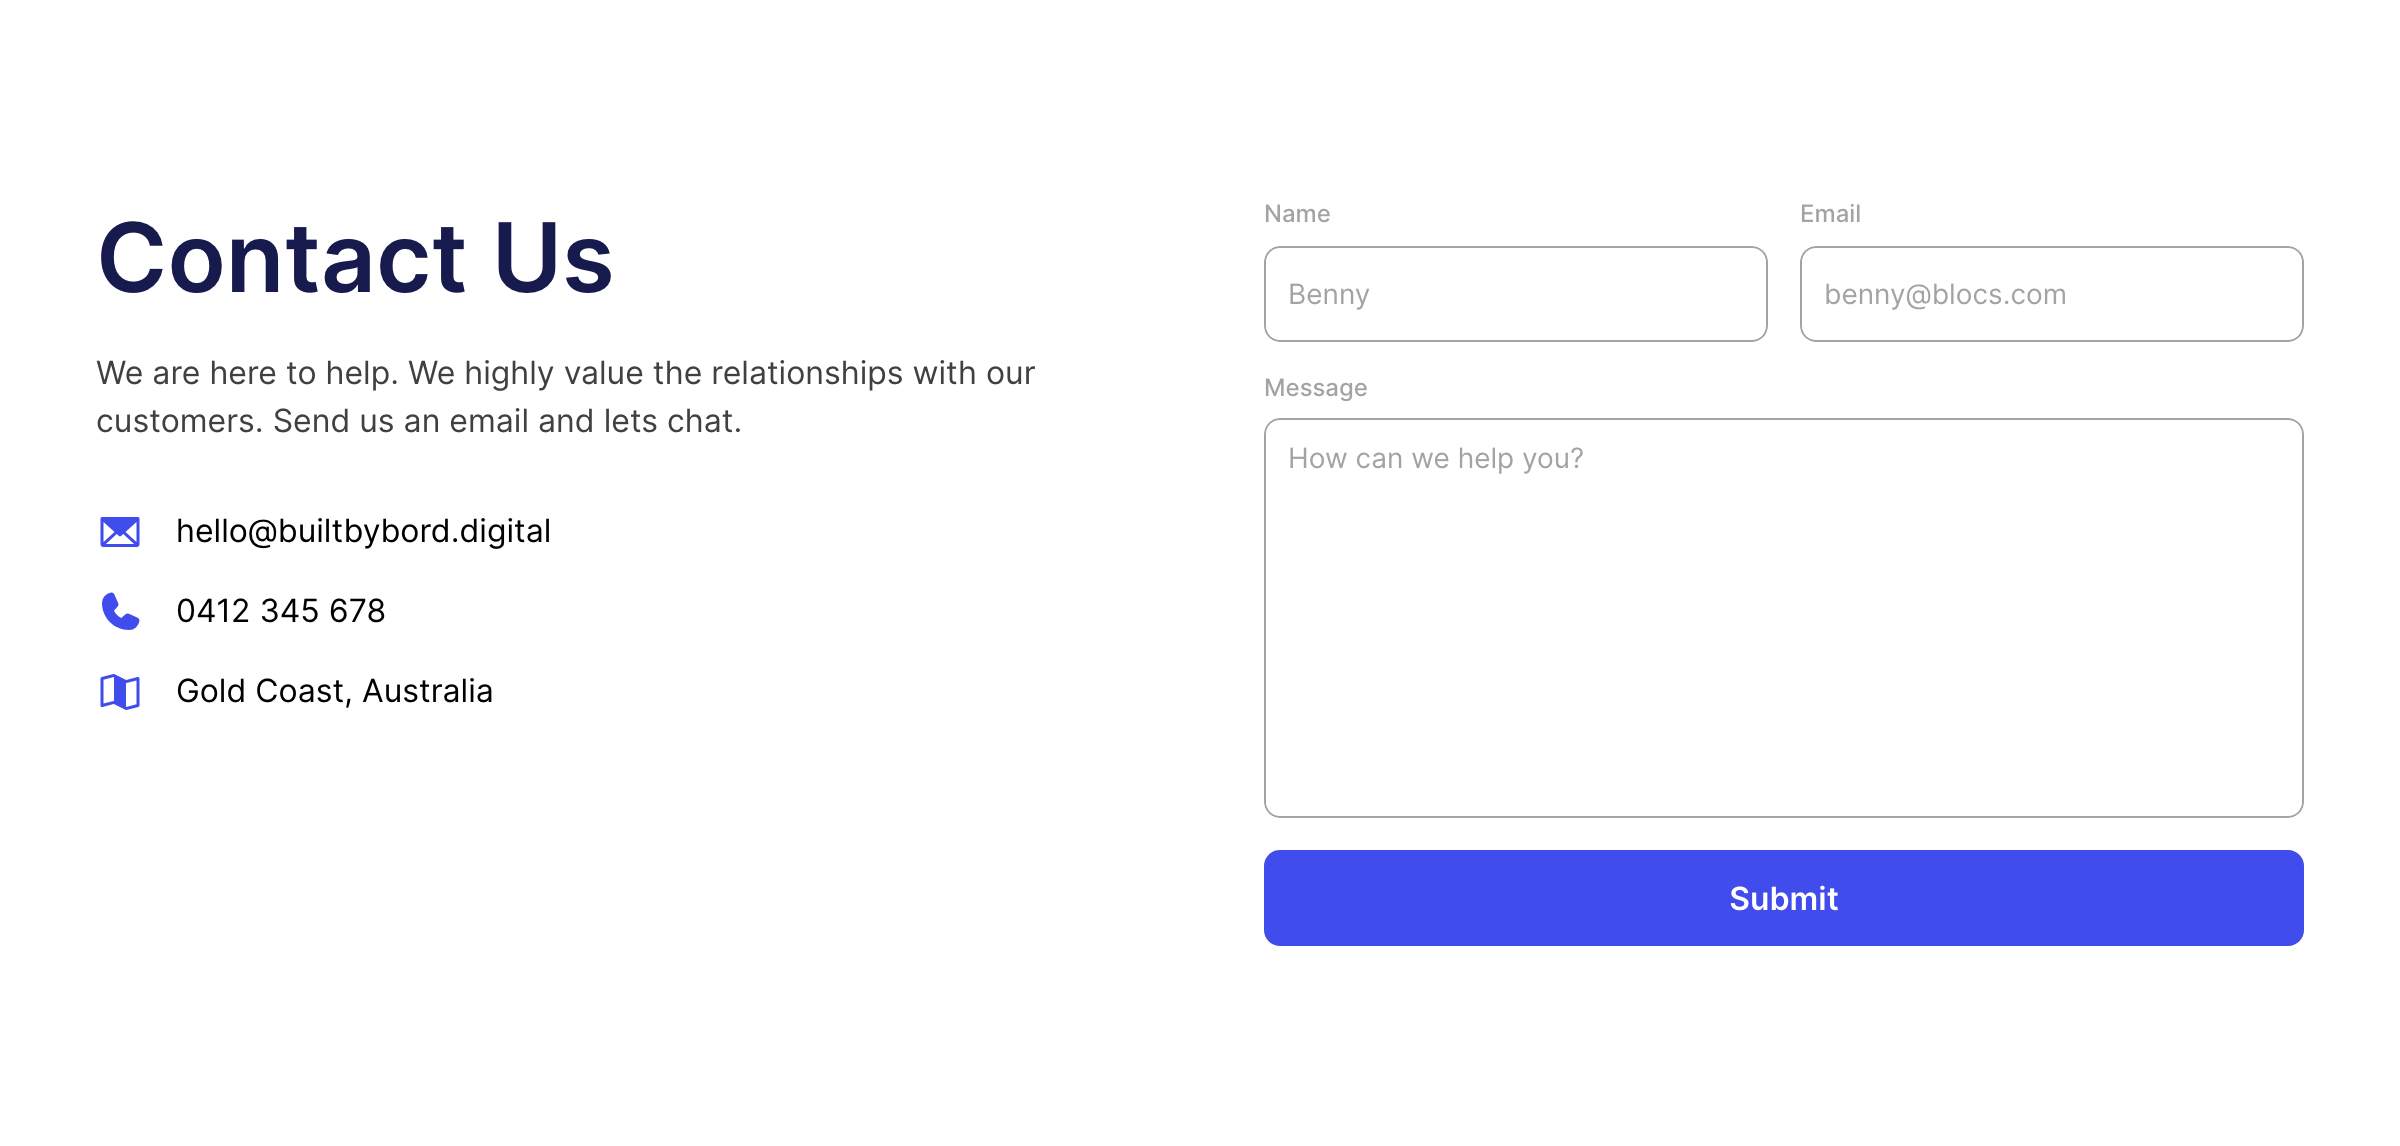 Contact Us
We are here to help. We highly value the relationships with our
customers. Send us an email and lets chat.
hello@builtbybord.digital
0412 345 678
Gold Coast, Australia
Name
Email
Benny
benny@blocs.com
Message
How can we help you?
Submit